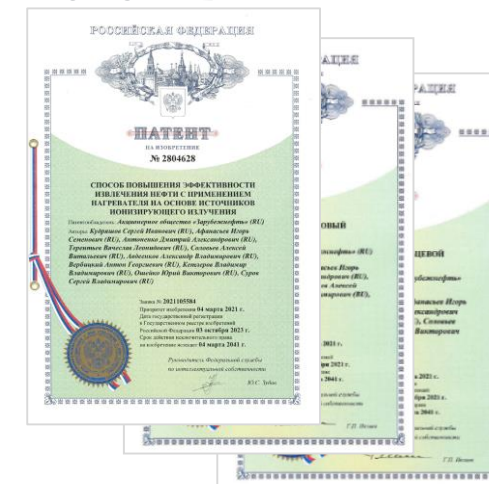 РОССИЙСКАЯ ФЕДЕРАЦИЯ
ПАТЕНТ
НА ИЗОБРЕТЕНИЕ
№ 2804628
СПОСОБ ПОВЫШЕНИЯ ЭФФЕКТИВНОСТИ
ИЗВЛЕЧЕНИЯ НЕФТИ С ПРИМЕНЕНИЕМ
НАГРЕВАТЕЛЯ НА ОСНОВЕ ИСТОЧНИКОВ
ИОНИЗИРУЮЩЕГО ИЗЛУЧЕНИЯ
Патентообладатель: Акционерное общество «Зарубежнефть» (RU)
Авторы: Кудряшов Сергей Иванович (RU), Афанасьев Игорь
Семенович (RU), Антоненко Дмитрий Александрович (RU),
Терентьев Вячеслав Леонидович (RU), Соловьев Алексей
Витальевич (RU), Авдеенков Александр Владимирович (RU),
Вербицкий Антон Георгиевич (RU), Кетлеров Владимир
Владимирович (RU), Ошейко Юрий Викторович (RU), Суров
Сергей Владимирович (RU)
Заявка № 2021105584
Приоритет изобретения 04 марта 2021 г.
Дата государственной регистрации
в Государственном реестре изобретений
Российской Федерации 03 октября 2023 г.
Срок действия исключительного права
на изобретение истекает 04 марта 2041 г.
Руководитель Федеральной службы
по интеллектуальной собственности
Ю.С. Зубов
Г.П. Ивлиев
Г.П. Ивлиев